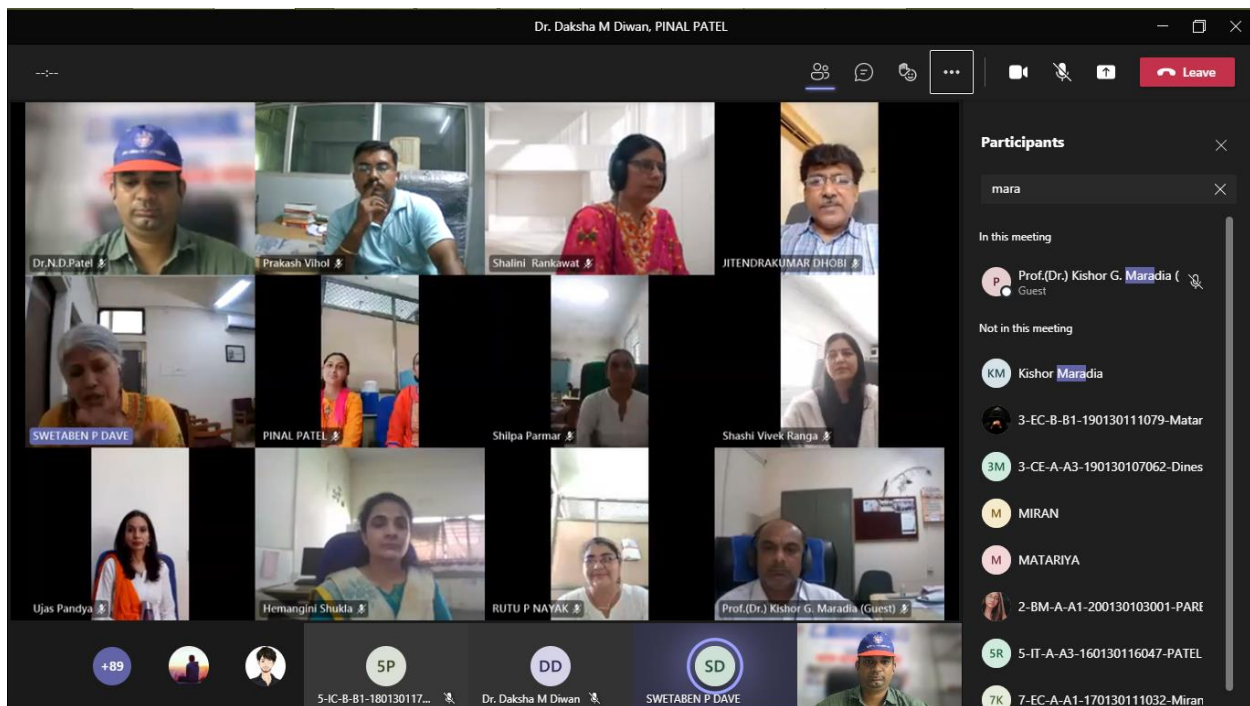 Dr. Daksha M Diwan, PINAL PATEL
--:--
Leave
Dr.N.D.Patel
Prakash Vihol
Shalini Rankawat
JITENDRAKUMAR DHOBI
SWETABEN P DAVE
PINAL PATEL
Shilpa Parmar
Shashi Vivek Ranga
Ujas Pandya
Hemangini Shukla
RUTU P NAYAK
Prof.(Dr.) Kishor G. Maradia (Guest)
+89
5P
5-IC-B-B1-180130117...
DD
Dr. Daksha M Diwan
SD
SWETABEN P DAVE
Participants
mara
In this meeting
P
Prof.(Dr.) Kishor G. Maradia (
Guest
Not in this meeting
KM
Kishor Maradia
3-EC-B-B1-190130111079-Matar
3M
3-CE-A-A3-190130107062-Dines
M
MIRAN
M
MATARIYA
2-BM-A-A1-200130103001-PARE
5R
5-IT-A-A3-160130116047-PATEL
7K
7-EC-A-A1-170130111032-Miran